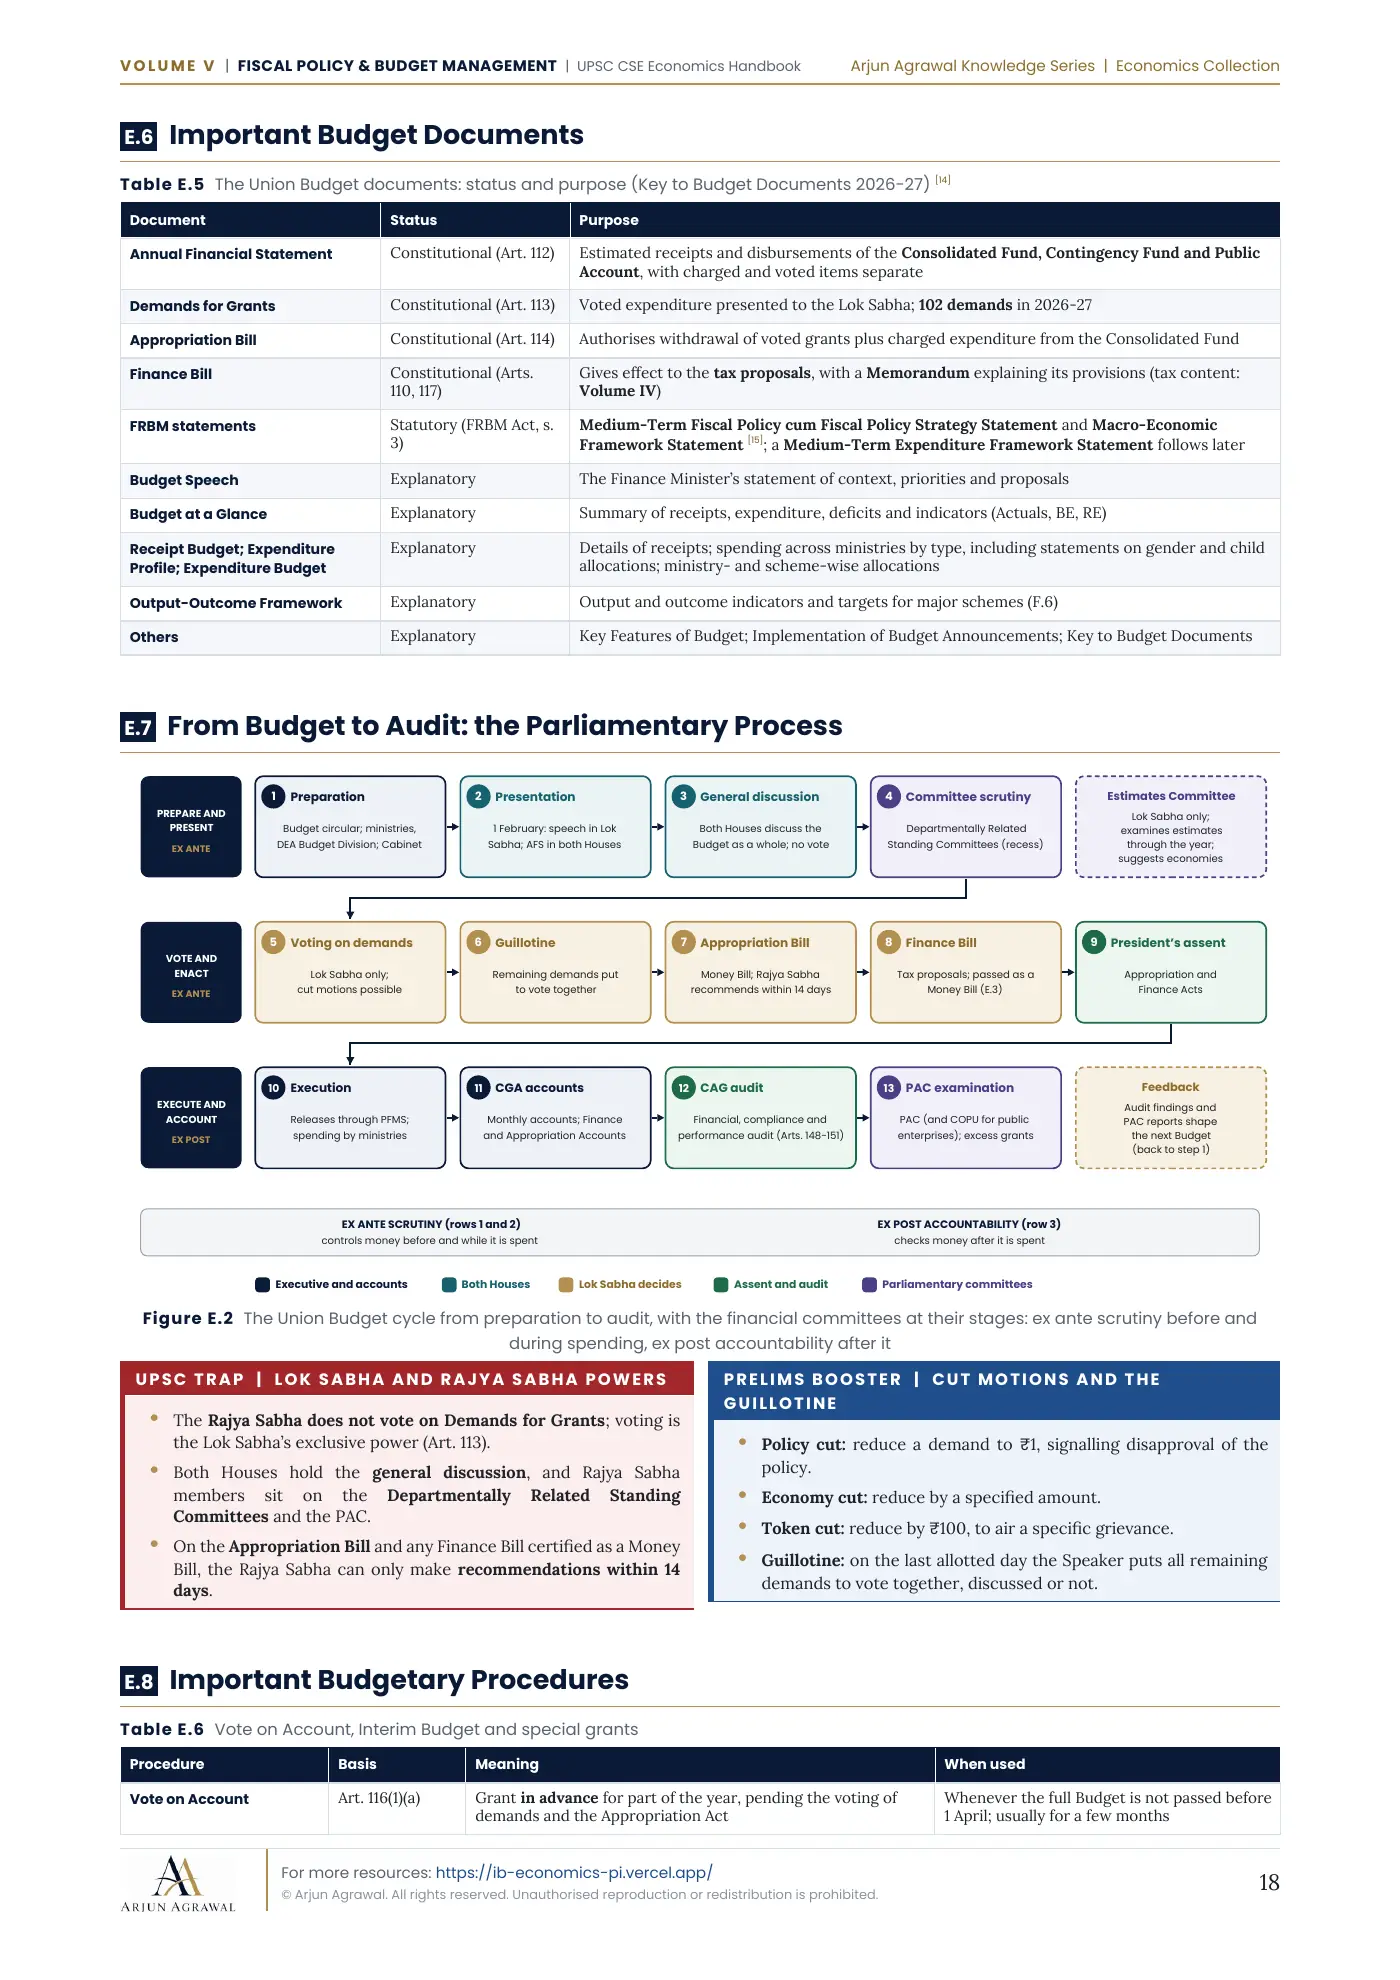 VOLUME V | FISCAL POLICY & BUDGET MANAGEMENT | UPSC CSE Economics Handbook
Arjun Agrawal Knowledge Series | Economics Collection
E.6 Important Budget Documents
Table E.5 The Union Budget documents: status and purpose (Key to Budget Documents 2026-27) [14]
Document Status Purpose
Annual Financial Statement Constitutional (Art. 112) Estimated receipts and disbursements of the Consolidated Fund, Contingency Fund and Public
Account, with charged and voted items separate
Demands for Grants Constitutional (Art. 113) Voted expenditure presented to the Lok Sabha; 102 demands in 2026-27
Appropriation Bill Constitutional (Art. 114) Authorises withdrawal of voted grants plus charged expenditure from the Consolidated Fund
Finance Bill Constitutional (Arts. Gives effect to the tax proposals, with a Memorandum explaining its provisions (tax content:
110, 117) Volume IV)
FRBM statements Statutory (FRBM Act, s. Medium-Term Fiscal Policy cum Fiscal Policy Strategy Statement and Macro-Economic
3) Framework Statement [15]; a Medium-Term Expenditure Framework Statement follows later
Budget Speech Explanatory The Finance Minister's statement of context, priorities and proposals
Budget at a Glance Explanatory Summary of receipts, expenditure, deficits and indicators (Actuals, BE, RE)
Receipt Budget; Expenditure Explanatory Details of receipts; spending across ministries by type, including statements on gender and child
Profile; Expenditure Budget allocations; ministry- and scheme-wise allocations
Output-Outcome Framework Explanatory Output and outcome indicators and targets for major schemes (F.6)
Others Explanatory Key Features of Budget; Implementation of Budget Announcements; Key to Budget Documents
E.7 From Budget to Audit: the Parliamentary Process
PREPARE AND
PRESENT
EX ANTE
1 Preparation
Budget circular; ministries,
DEA Budget Division; Cabinet
2 Presentation
1 February: speech in Lok
Sabha; AFS in both Houses
3 General discussion
Both Houses discuss the
Budget as a whole; no vote
4 Committee scrutiny
Departmentally Related
Standing Committees (recess)
Estimates Committee
Lok Sabha only;
examines estimates
through the year;
suggests economies
VOTE AND
ENACT
EX ANTE
5 Voting on demands
Lok Sabha only;
cut motions possible
6 Guillotine
Remaining demands put
to vote together
7 Appropriation Bill
Money Bill; Rajya Sabha
recommends within 14 days
8 Finance Bill
Tax proposals; passed as a
Money Bill (E.3)
9 President's assent
Appropriation and
Finance Acts
EXECUTE AND
ACCOUNT
EX POST
10 Execution
Releases through PFMS;
spending by ministries
11 CGA accounts
Monthly accounts; Finance
and Appropriation Accounts
12 CAG audit
Financial, compliance and
performance audit (Arts. 148-151)
13 PAC examination
PAC (and COPU for public
enterprises); excess grants
Feedback
Audit findings and
PAC reports shape
the next Budget
(back to step 1)
EX ANTE SCRUTINY (rows 1 and 2)
controls money before and while it is spent
EX POST ACCOUNTABILITY (row 3)
checks money after it is spent
Executive and accounts Both Houses Lok Sabha decides Assent and audit Parliamentary committees
Figure E.2 The Union Budget cycle from preparation to audit, with the financial committees at their stages: ex ante scrutiny before and
during spending, ex post accountability after it
UPSC TRAP | LOK SABHA AND RAJYA SABHA POWERS
• The Rajya Sabha does not vote on Demands for Grants; voting is
the Lok Sabha's exclusive power (Art. 113).
• Both Houses hold the general discussion, and Rajya Sabha
members sit on the Departmentally Related Standing
Committees and the PAC.
• On the Appropriation Bill and any Finance Bill certified as a Money
Bill, the Rajya Sabha can only make recommendations within 14
days.
PRELIMS BOOSTER | CUT MOTIONS AND THE
GUILLOTINE
• Policy cut: reduce a demand to ₹1, signalling disapproval of the
policy.
• Economy cut: reduce by a specified amount.
• Token cut: reduce by ₹100, to air a specific grievance.
• Guillotine: on the last allotted day the Speaker puts all remaining
demands to vote together, discussed or not.
E.8 Important Budgetary Procedures
Table E.6 Vote on Account, Interim Budget and special grants
Procedure Basis Meaning When used
Vote on Account Art. 116(1)(a) Grant in advance for part of the year, pending the voting of Whenever the full Budget is not passed before
demands and the Appropriation Act 1 April; usually for a few months
ARJUN AGRAWAL
For more resources: https://ib-economics-pi.vercel.app/
© Arjun Agrawal. All rights reserved. Unauthorised reproduction or redistribution is prohibited.
18